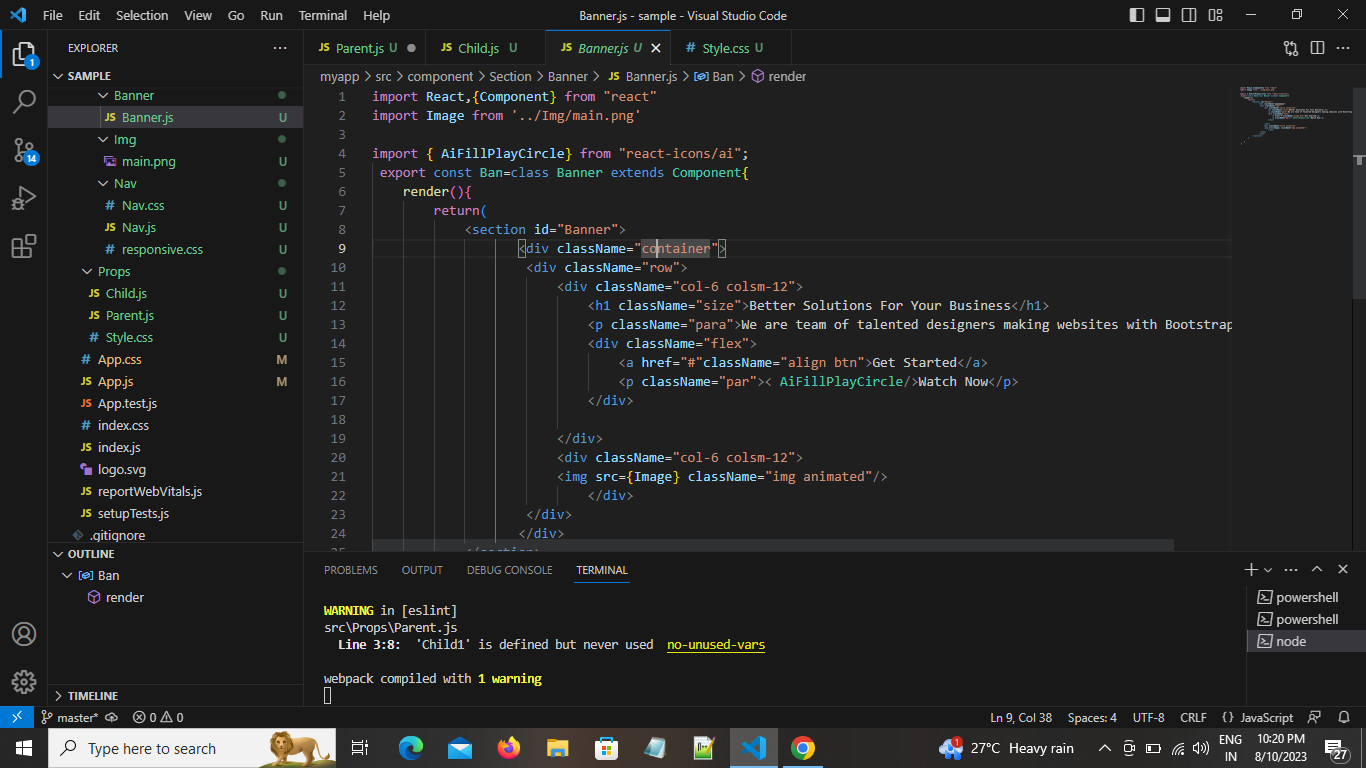 File Edit Selection View Go Run Terminal Help
Banner.js - sample - Visual Studio Code
EXPLORER
SAMPLE
Banner
JS Banner.js U
Img
main.png U
Nav
# Nav.css U
JS Nav.js U
# responsive.css U
Props
JS Child.js U
JS Parent.js U
# Style.css U
# App.css M
JS App.js M
JS App.test.js
# index.css
JS index.js
logo.svg
JS reportWebVitals.js
JS setupTests.js
.gitignore
OUTLINE
Ban
render
TIMELINE
1
14
JS Parent.js U
JS Child.js U
JS Banner.js U
# Style.css U
myapp > src > component > Section > Banner > JS Banner.js > Ban > render
1 import React,{Component} from "react"
2 import Image from '../Img/main.png'
3
4 import { AiFillPlayCircle} from "react-icons/ai";
5 export const Ban=class Banner extends Component{
6 render(){
7 return(
8 <section id="Banner">
9 <div className="container">
10 <div className="row">
11 <div className="col-6 colsm-12">
12 <h1 className="size">Better Solutions For Your Business</h1>
13 <p className="para">We are team of talented designers making websites with Bootstrap
14 <div className="flex">
15 <a href="#"className="align btn">Get Started</a>
16 <p className="par">< AiFillPlayCircle/>Watch Now</p>
17 </div>
18
19 </div>
20 <div className="col-6 colsm-12">
21 <img src={Image} className="img animated"/>
22 </div>
23 </div>
24 </div>
25 </section>
PROBLEMS OUTPUT DEBUG CONSOLE TERMINAL
WARNING in [eslint]
src\Props\Parent.js
Line 3:8: 'Child1' is defined but never used no-unused-vars
webpack compiled with 1 warning
powershell
powershell
node
master* 0 0
Ln 9, Col 38 Spaces: 4 UTF-8 CRLF {} JavaScript
Type here to search
1
27°C Heavy rain
ENG
IN
10:20 PM
8/10/2023
27